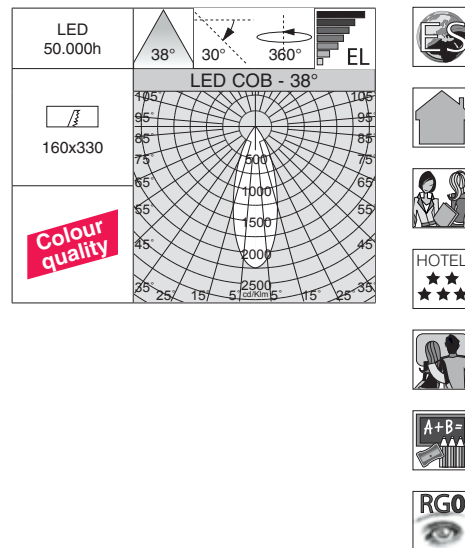 LED
50.000h
38°
30°
360°
EL
LED COB - 38°
160x330
Colour
quality
105° 105°
95° 95°
85° 85°
75° 75°
65° 65°
55 55
45° 45°
35° 25° 15° 5° 5° 15° 25° 35°
500
1000
1500
2000
2500
cd/Klm
ES
HOTEL
A+B=
RG0